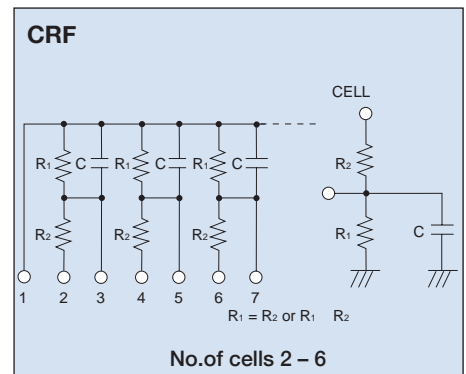 CRF
CELL
R₁ C R₁ C R₁ C
R₂
R₂ R₂ R₂
R₁ C
1 2 3 4 5 6 7
R₁ = R₂ or R₁ R₂
No.of cells 2 – 6